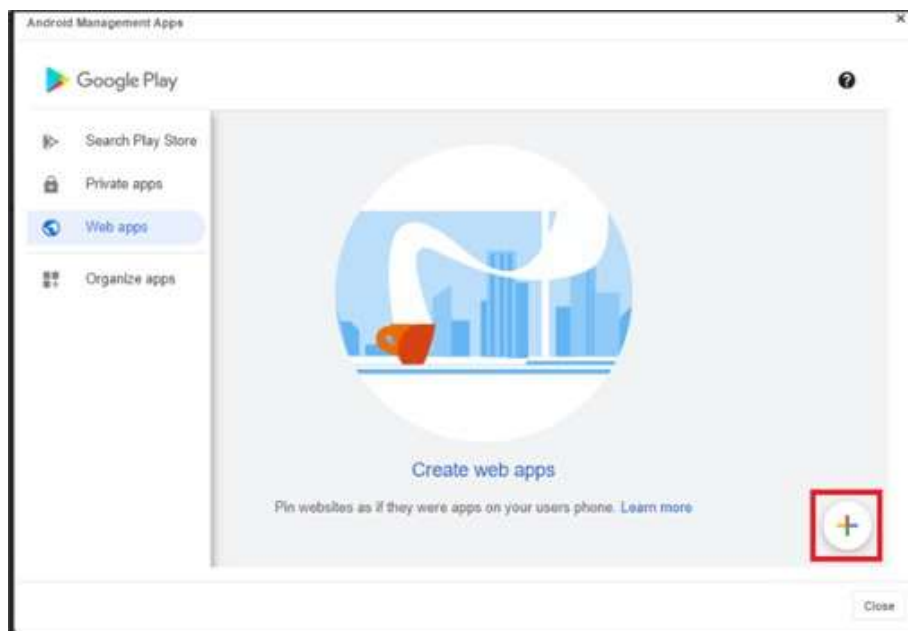 Android Management Apps
Google Play
Search Play Store
Private apps
Web apps
Organize apps
Create web apps
Pin websites as if they were apps on your users phone. Learn more
Close